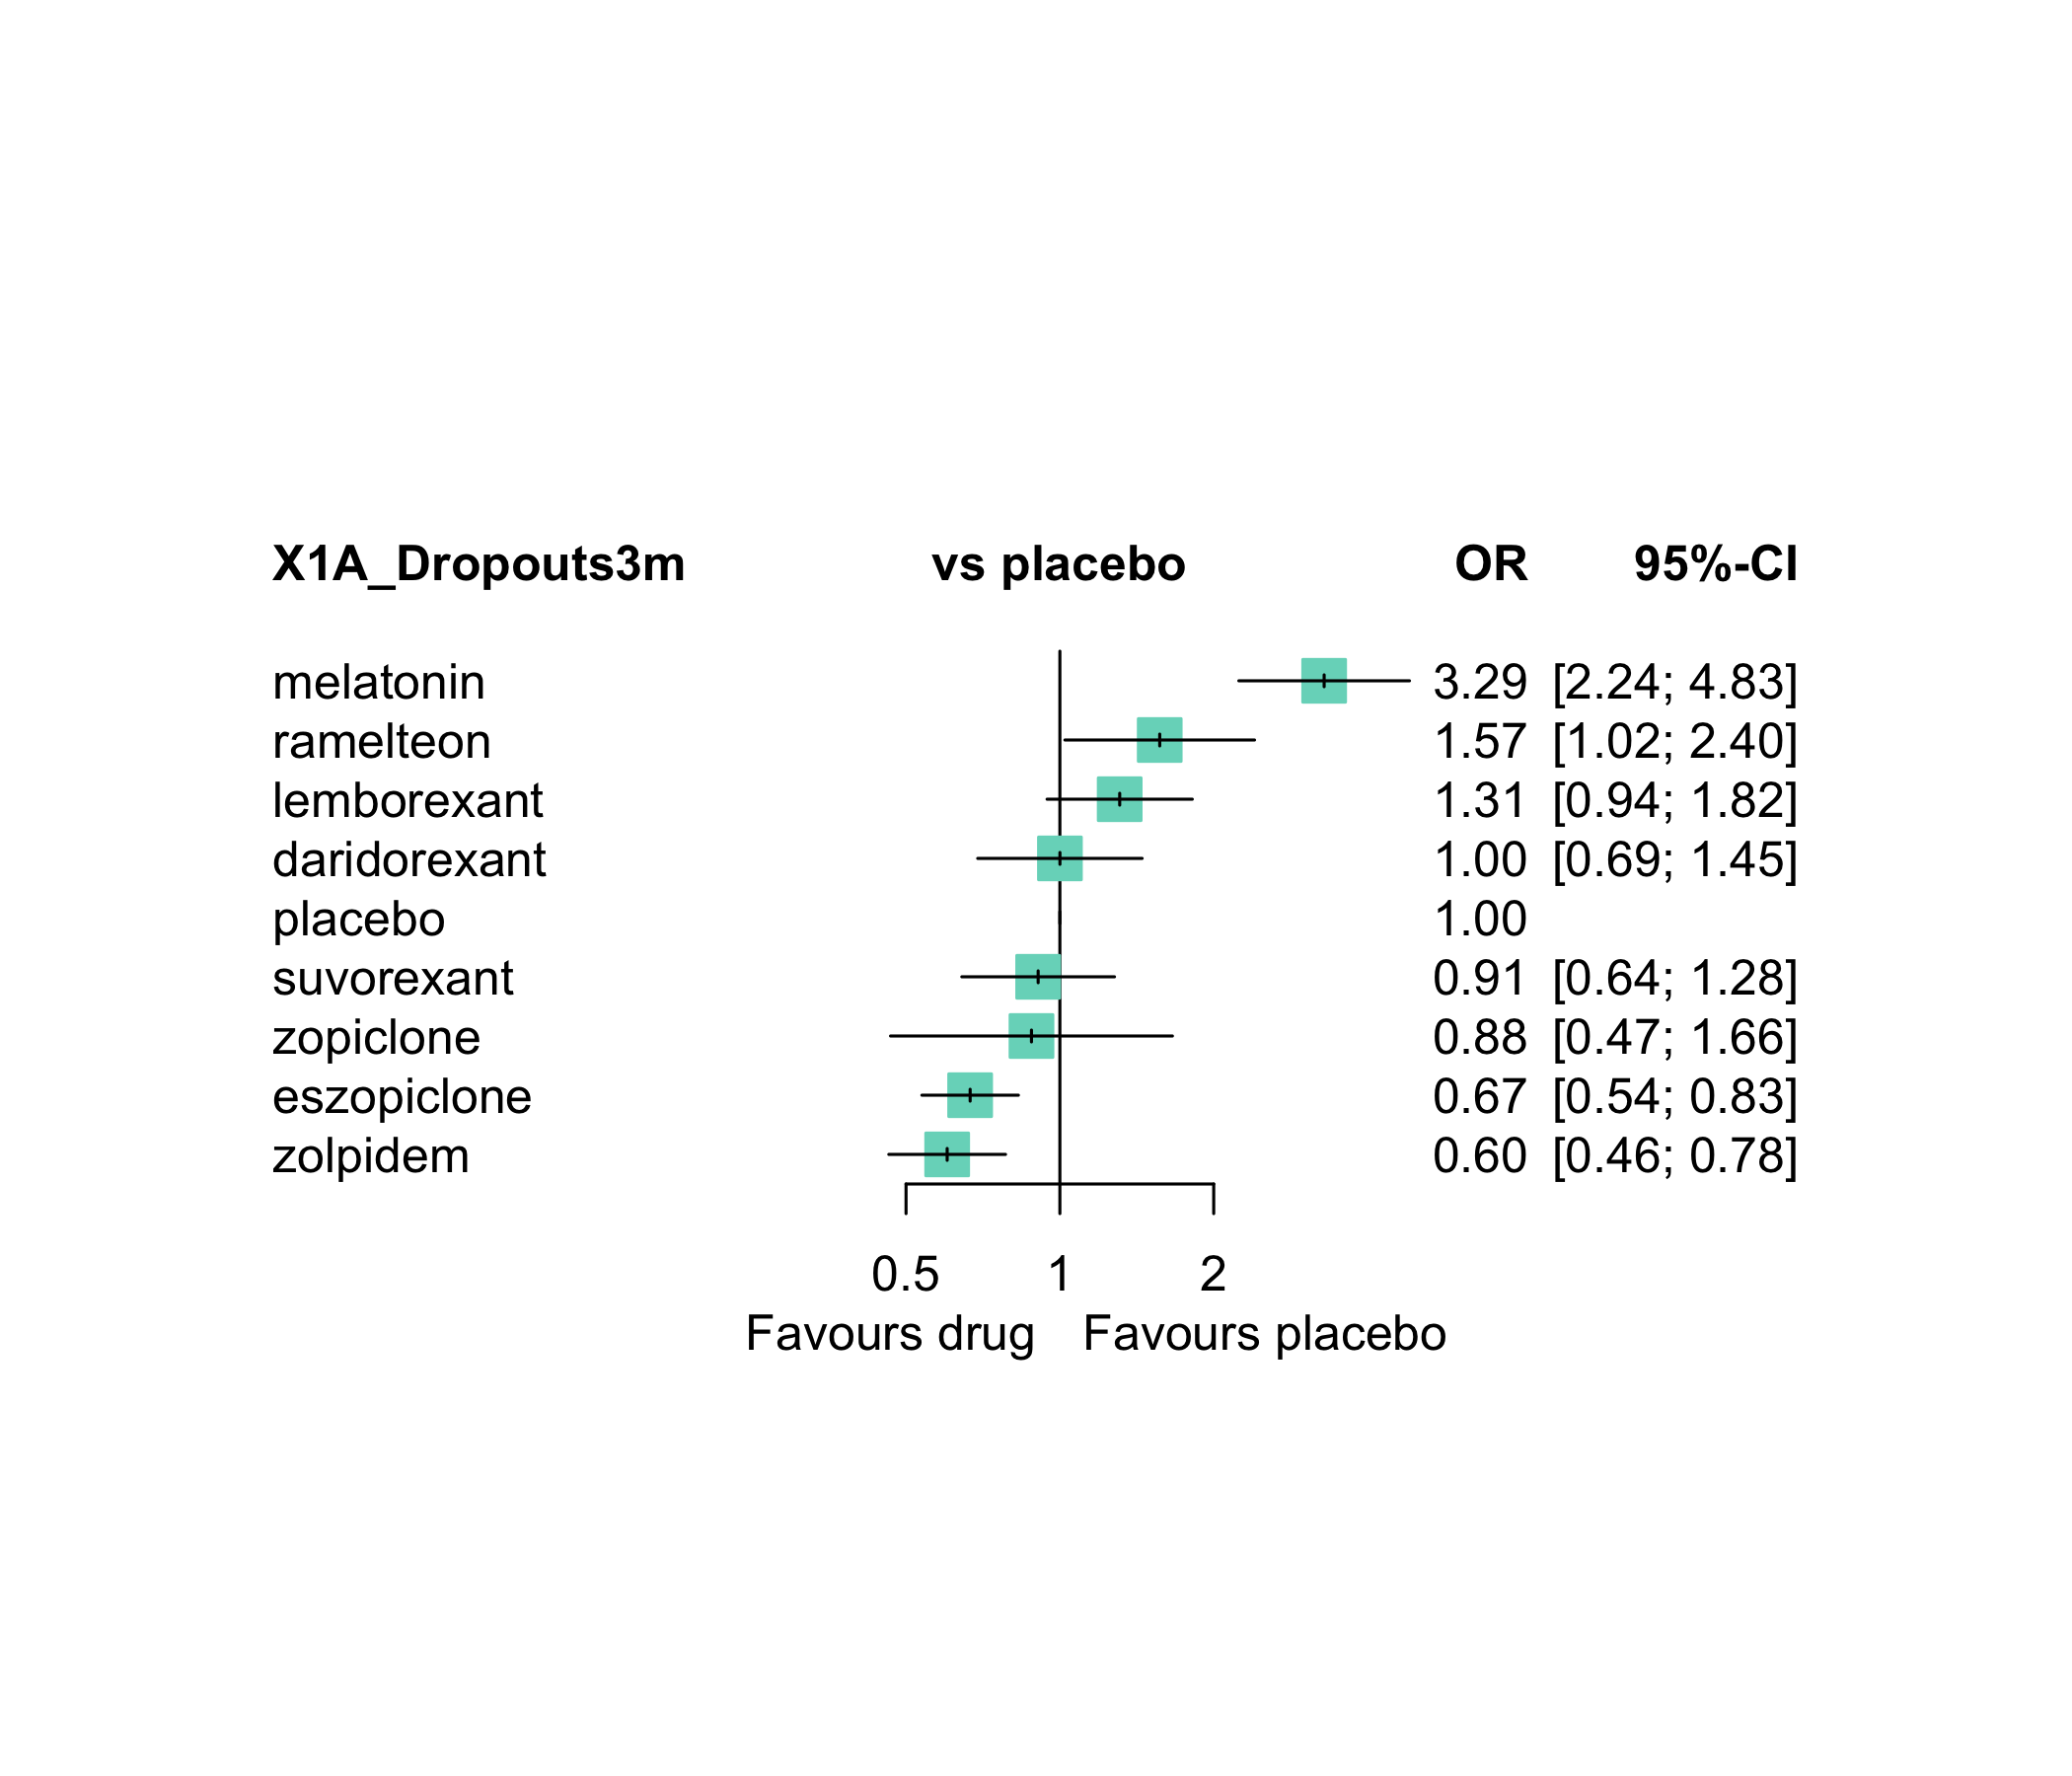 X1A_Dropouts3m vs placebo OR 95%-CI
melatonin 3.29 [2.24; 4.83]
ramelteon 1.57 [1.02; 2.40]
lemborexant 1.31 [0.94; 1.82]
daridorexant 1.00 [0.69; 1.45]
placebo 1.00
suvorexant 0.91 [0.64; 1.28]
zopiclone 0.88 [0.47; 1.66]
eszopiclone 0.67 [0.54; 0.83]
zolpidem 0.60 [0.46; 0.78]
0.5 1 2
Favours drug Favours placebo